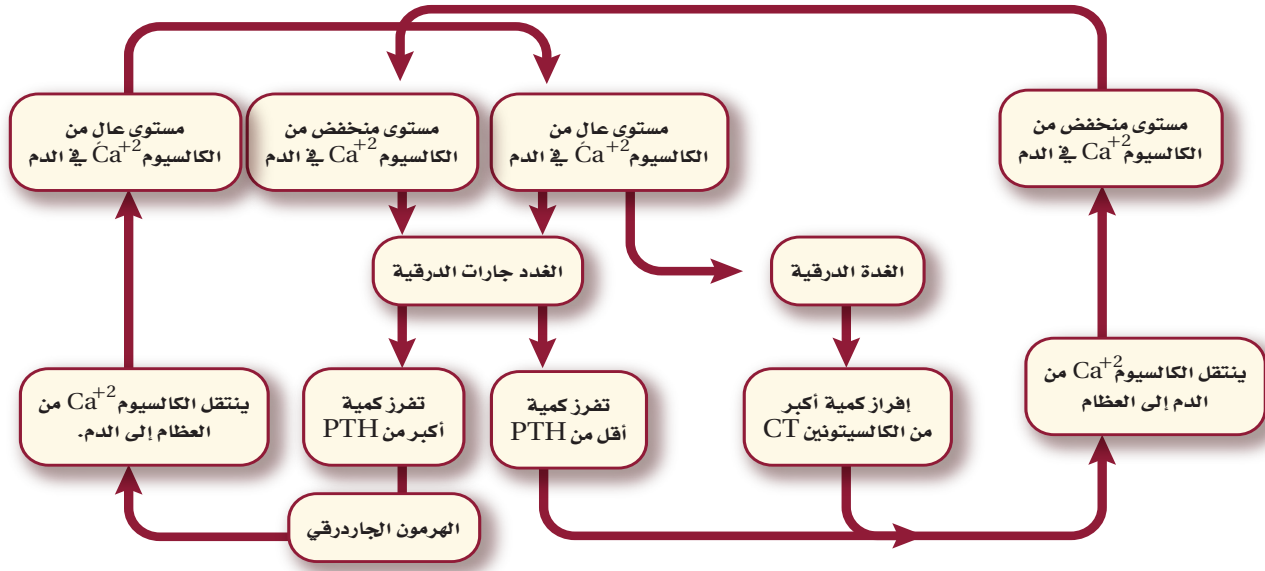 مستوى منخفض من
الكالسيوم Ca+2 في الدم
مستوى عال من
الكالسيوم Ca+2 في الدم
مستوى منخفض من
الكالسيوم Ca+2 في الدم
مستوى عال من
الكالسيوم Ca+2 في الدم
الغدة الدرقية
الغدد جارات الدرقية
ينتقل الكالسيوم Ca+2 من
الدم إلى العظام
إفراز كمية أكبر
من الكالسيتونين CT
تفرز كمية
أقل من PTH
تفرز كمية
أكبر من PTH
ينتقل الكالسيوم Ca+2 من
العظام إلى الدم.
الهرمون الجاردرقي